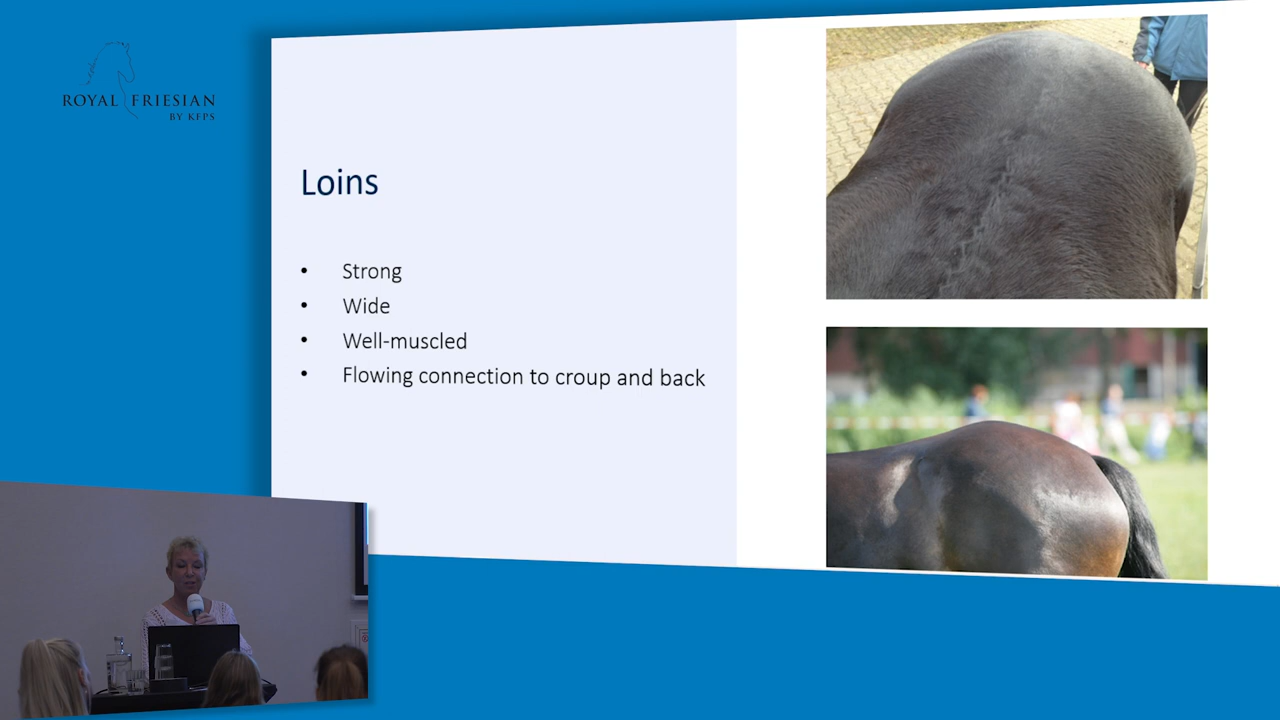 ROYAL FRIESIAN
BY KFPS
Loins
• Strong
• Wide
• Well-muscled
• Flowing connection to croup and back